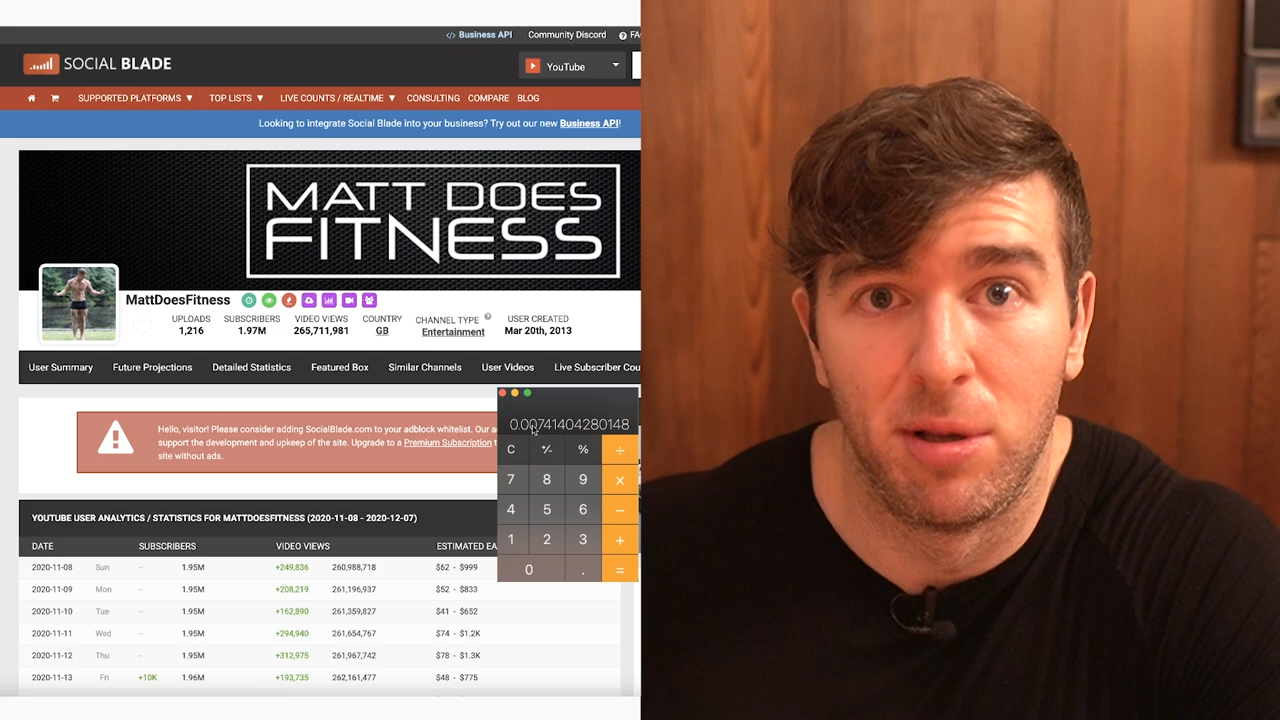 </> Business API Community Discord ? FA
SOCIAL BLADE
YouTube
SUPPORTED PLATFORMS ▼ TOP LISTS ▼ LIVE COUNTS / REALTIME ▼ CONSULTING COMPARE BLOG
Looking to integrate Social Blade into your business? Try out our new Business API!
MATT DOES
FITNESS
MattDoesFitness
UPLOADS SUBSCRIBERS VIDEO VIEWS COUNTRY CHANNEL TYPE ? USER CREATED
1,216 1.97M 265,711,981 GB Entertainment Mar 20th, 2013
User Summary Future Projections Detailed Statistics Featured Box Similar Channels User Videos Live Subscriber Cou
0.00741404280148
Hello, visitor! Please consider adding SocialBlade.com to your adblock whitelist. Our a
support the development and upkeep of the site. Upgrade to a Premium Subscription t
site without ads.
C +/- % ÷
7 8 9 ×
4 5 6 −
1 2 3 +
0 . =
YOUTUBE USER ANALYTICS / STATISTICS FOR MATTDOESFITNESS (2020-11-08 - 2020-12-07)
DATE SUBSCRIBERS VIDEO VIEWS ESTIMATED EA
2020-11-08 Sun -- 1.95M +249,836 260,988,718 $62 - $999
2020-11-09 Mon -- 1.95M +208,219 261,196,937 $52 - $833
2020-11-10 Tue -- 1.95M +162,890 261,359,827 $41 - $652
2020-11-11 Wed -- 1.95M +294,940 261,654,767 $74 - $1.2K
2020-11-12 Thu -- 1.95M +312,975 261,967,742 $78 - $1.3K
2020-11-13 Fri +10K 1.96M +193,735 262,161,477 $48 - $775